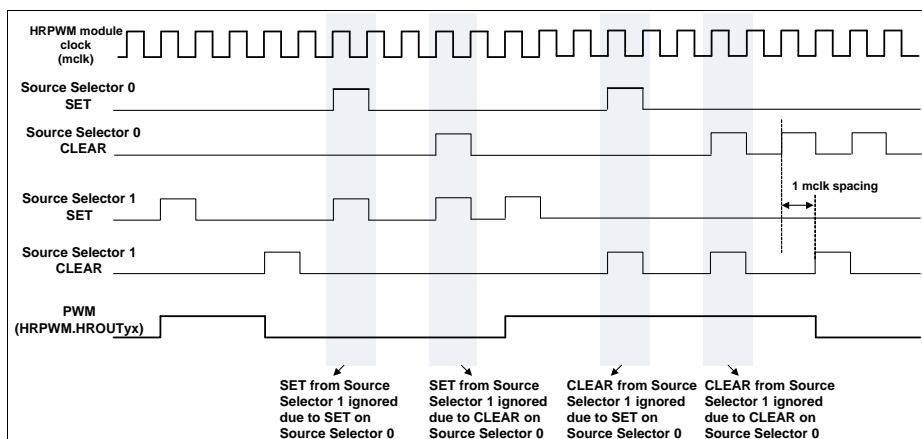 HRPWM module
clock
(mclk)
Source Selector 0
SET
Source Selector 0
CLEAR
1 mclk spacing
Source Selector 1
SET
Source Selector 1
CLEAR
PWM
(HRPWM.HROUTyx)
SET from Source
Selector 1 ignored
due to SET on
Source Selector 0
SET from Source
Selector 1 ignored
due to CLEAR on
Source Selector 0
CLEAR from Source
Selector 1 ignored
due to SET on
Source Selector 0
CLEAR from Source
Selector 1 ignored
due to CLEAR on
Source Selector 0